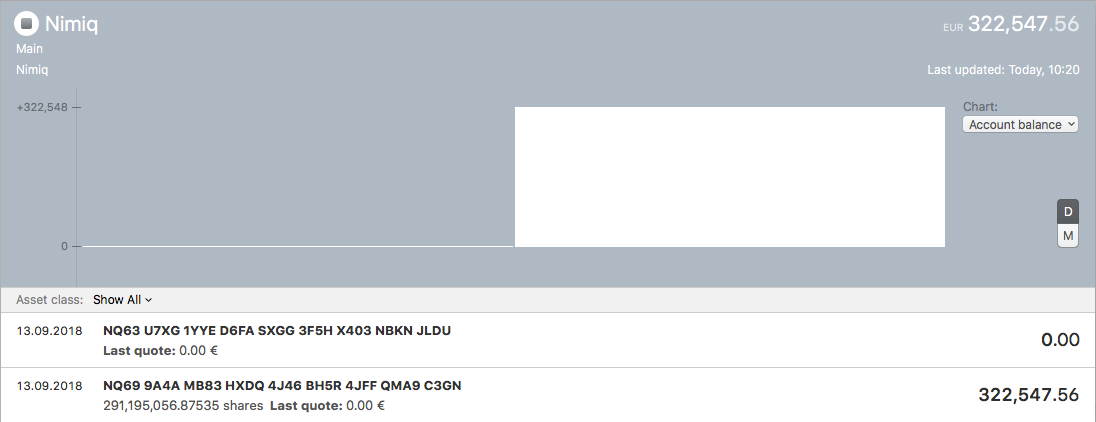 Nimiq
EUR 322,547.56
Main
Nimiq
Last updated: Today, 10:20
+322,548
Chart:
Account balance
0
D
M
Asset class: Show All
13.09.2018 NQ63 U7XG 1YYE D6FA SXGG 3F5H X403 NBKN JLDU
Last quote: 0.00 €
0.00
13.09.2018 NQ69 9A4A MB83 HXDQ 4J46 BH5R 4JFF QMA9 C3GN
291,195,056.87535 shares Last quote: 0.00 €
322,547.56